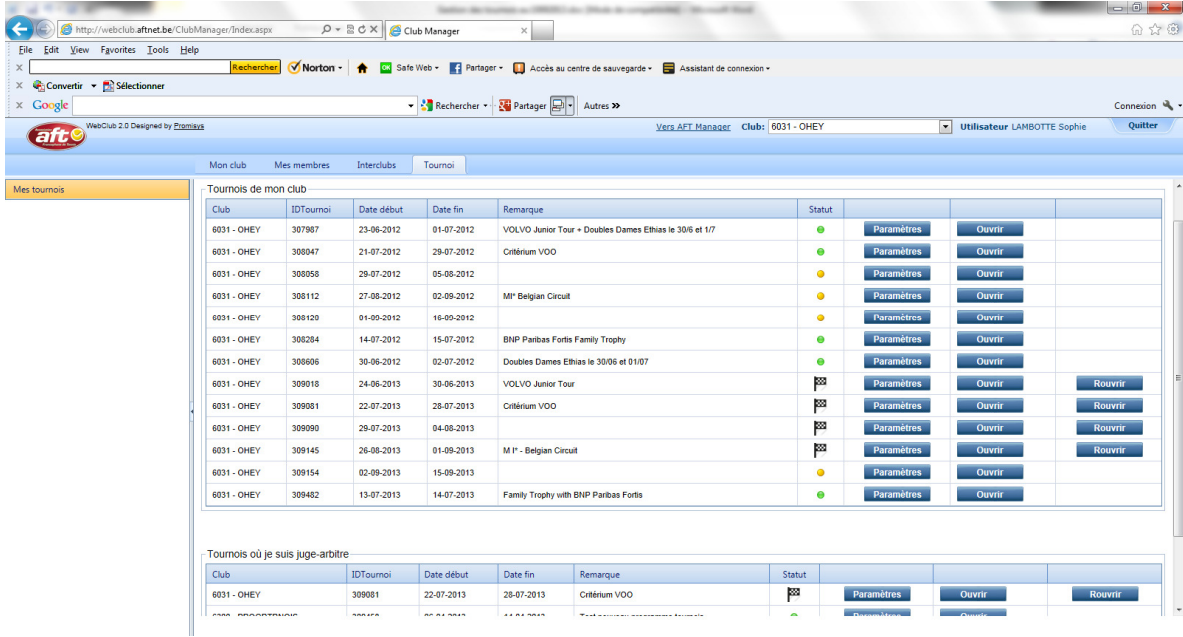 http://webclub.aftnet.be/ClubManager/Index.aspx Club Manager
File Edit View Favorites Tools Help
x Rechercher Norton OK Safe Web Partager Accès au centre de sauvegarde Assistant de connexion
x Convertir Sélectionner
x Google Rechercher Partager Autres Connexion
aft WebClub 2.0 Designed by Promisys Vers AFT Manager Club: 6031 - OHEY Utilisateur LAMBOTTE Sophie Quitter
Mon club Mes membres Interclubs Tournoi
Mes tournois
Tournois de mon club
Club IDTournoi Date début Date fin Remarque Statut
6031 - OHEY 307987 23-06-2012 01-07-2012 VOLVO Junior Tour + Doubles Dames Ethias le 30/6 et 1/7 Paramètres Ouvrir
6031 - OHEY 308047 21-07-2012 29-07-2012 Critérium VOO Paramètres Ouvrir
6031 - OHEY 308058 29-07-2012 05-08-2012 Paramètres Ouvrir
6031 - OHEY 308112 27-08-2012 02-09-2012 MI* Belgian Circuit Paramètres Ouvrir
6031 - OHEY 308120 01-09-2012 16-09-2012 Paramètres Ouvrir
6031 - OHEY 308284 14-07-2012 15-07-2012 BNP Paribas Fortis Family Trophy Paramètres Ouvrir
6031 - OHEY 308606 30-06-2012 02-07-2012 Doubles Dames Ethias le 30/06 et 01/07 Paramètres Ouvrir
6031 - OHEY 309018 24-06-2013 30-06-2013 VOLVO Junior Tour Paramètres Ouvrir Rouvrir
6031 - OHEY 309081 22-07-2013 28-07-2013 Critérium VOO Paramètres Ouvrir Rouvrir
6031 - OHEY 309090 29-07-2013 04-08-2013 Paramètres Ouvrir Rouvrir
6031 - OHEY 309145 26-08-2013 01-09-2013 M I* - Belgian Circuit Paramètres Ouvrir Rouvrir
6031 - OHEY 309154 02-09-2013 15-09-2013 Paramètres Ouvrir
6031 - OHEY 309482 13-07-2013 14-07-2013 Family Trophy with BNP Paribas Fortis Paramètres Ouvrir
Tournois où je suis juge-arbitre
Club IDTournoi Date début Date fin Remarque Statut
6031 - OHEY 309081 22-07-2013 28-07-2013 Critérium VOO Paramètres Ouvrir Rouvrir